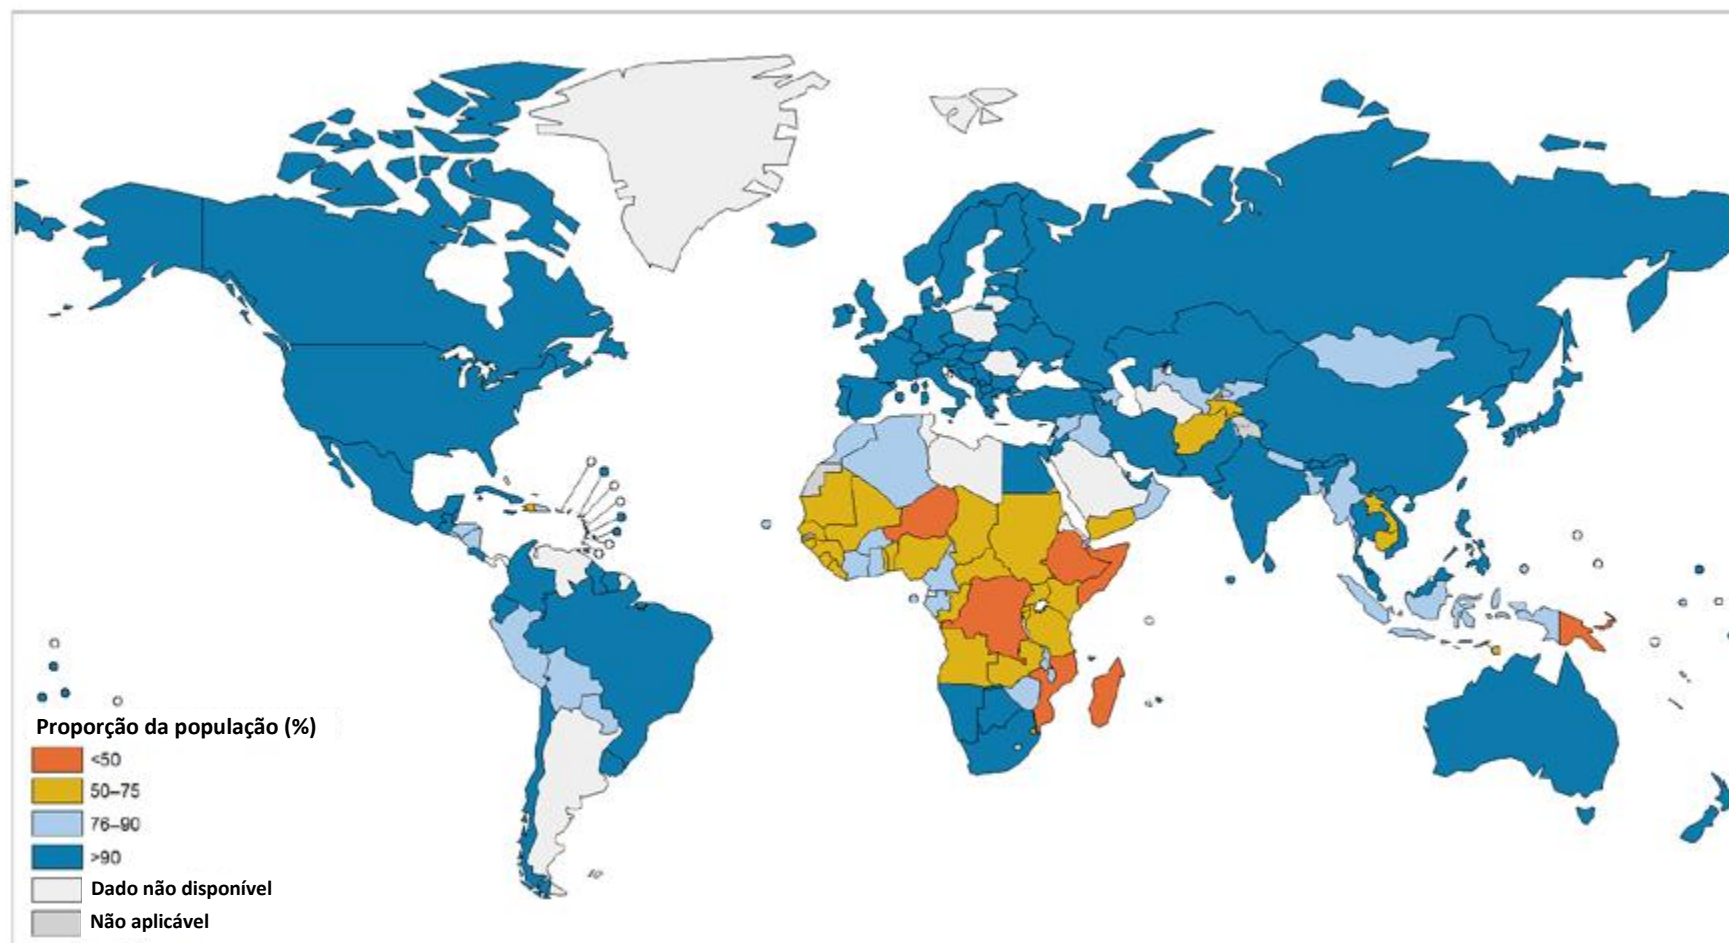 Proporção da população (%)
<50
50–75
76–90
>90
Dado não disponível
Não aplicável